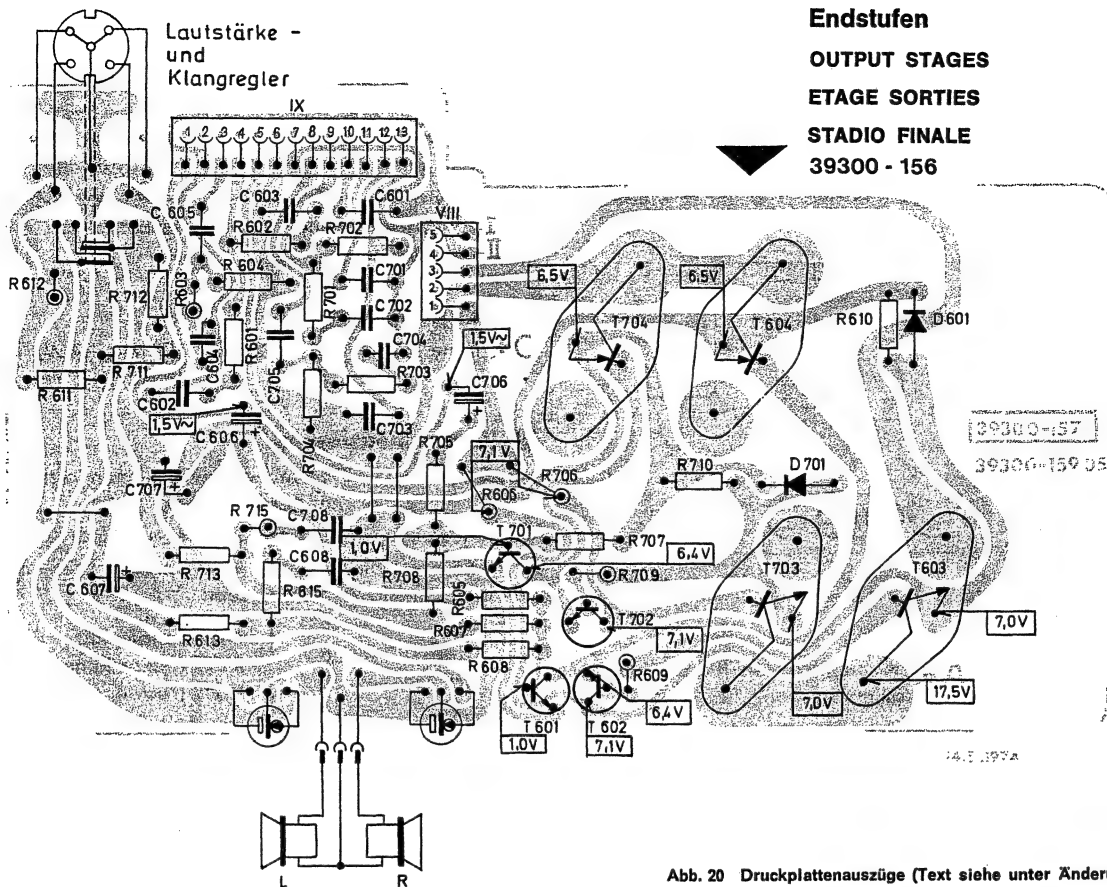 Endstufen
OUTPUT STAGES
ETAGE SORTIES
STADIO FINALE
39300 - 156
Lautstärke -
und
Klangregler
IX
1 2 3 4 5 6 7 8 9 10 11 12 13
C 603
C 601
C 605
R 602
R 702
VIII
I
II
5
4
3
2
1
R 612
R 712
R 603
R 604
R 701
C 701
C 702
6,5V
6,5V
T 704
T 604
R 610
D 601
R 711
C 604
R 601
C 705
1,5V~
C
C 704
R 703
C 706
R 611
C 602
1,5V~
C 606
R 704
C 703
R 705
7,1V
R 706
R 606
R 710
D 701
39300-157
39300-159 DS
C 707
R 715
C 708
1,0V
T 701
R 707
6,4V
C 607
R 713
C 608
R 708
R 605
R 709
T 703
T 603
R 615
T 702
7,1V
7,0V
R 613
R 607
R 608
R 609
7,0V
17,5V
6,4V
T 601
T 602
1,0V
7,1V
L
R
Abb. 20 Druckplattenauszüge (Text siehe unter Änder